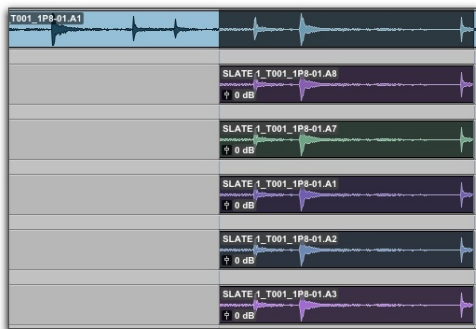 T001_1P8-01.A1
SLATE 1_T001_1P8-01.A8
0 dB
SLATE 1_T001_1P8-01.A7
0 dB
SLATE 1_T001_1P8-01.A1
0 dB
SLATE 1_T001_1P8-01.A2
0 dB
SLATE 1_T001_1P8-01.A3
0 dB